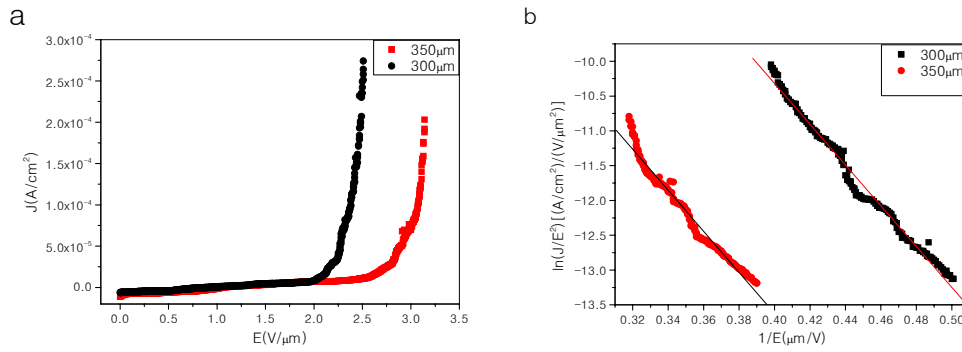 a
J(A/cm²)
3.0x10⁻⁴
2.5x10⁻⁴
2.0x10⁻⁴
1.5x10⁻⁴
1.0x10⁻⁴
5.0x10⁻⁵
0.0
350μm
300μm
0.0 0.5 1.0 1.5 2.0 2.5 3.0 3.5
E(V/μm)
b
ln(J/E²)[(A/cm²)/(V/μm²)]
-10.0
-10.5
-11.0
-11.5
-12.0
-12.5
-13.0
-13.5
300μm
350μm
0.32 0.34 0.36 0.38 0.40 0.42 0.44 0.46 0.48 0.50
1/E(μm/V)